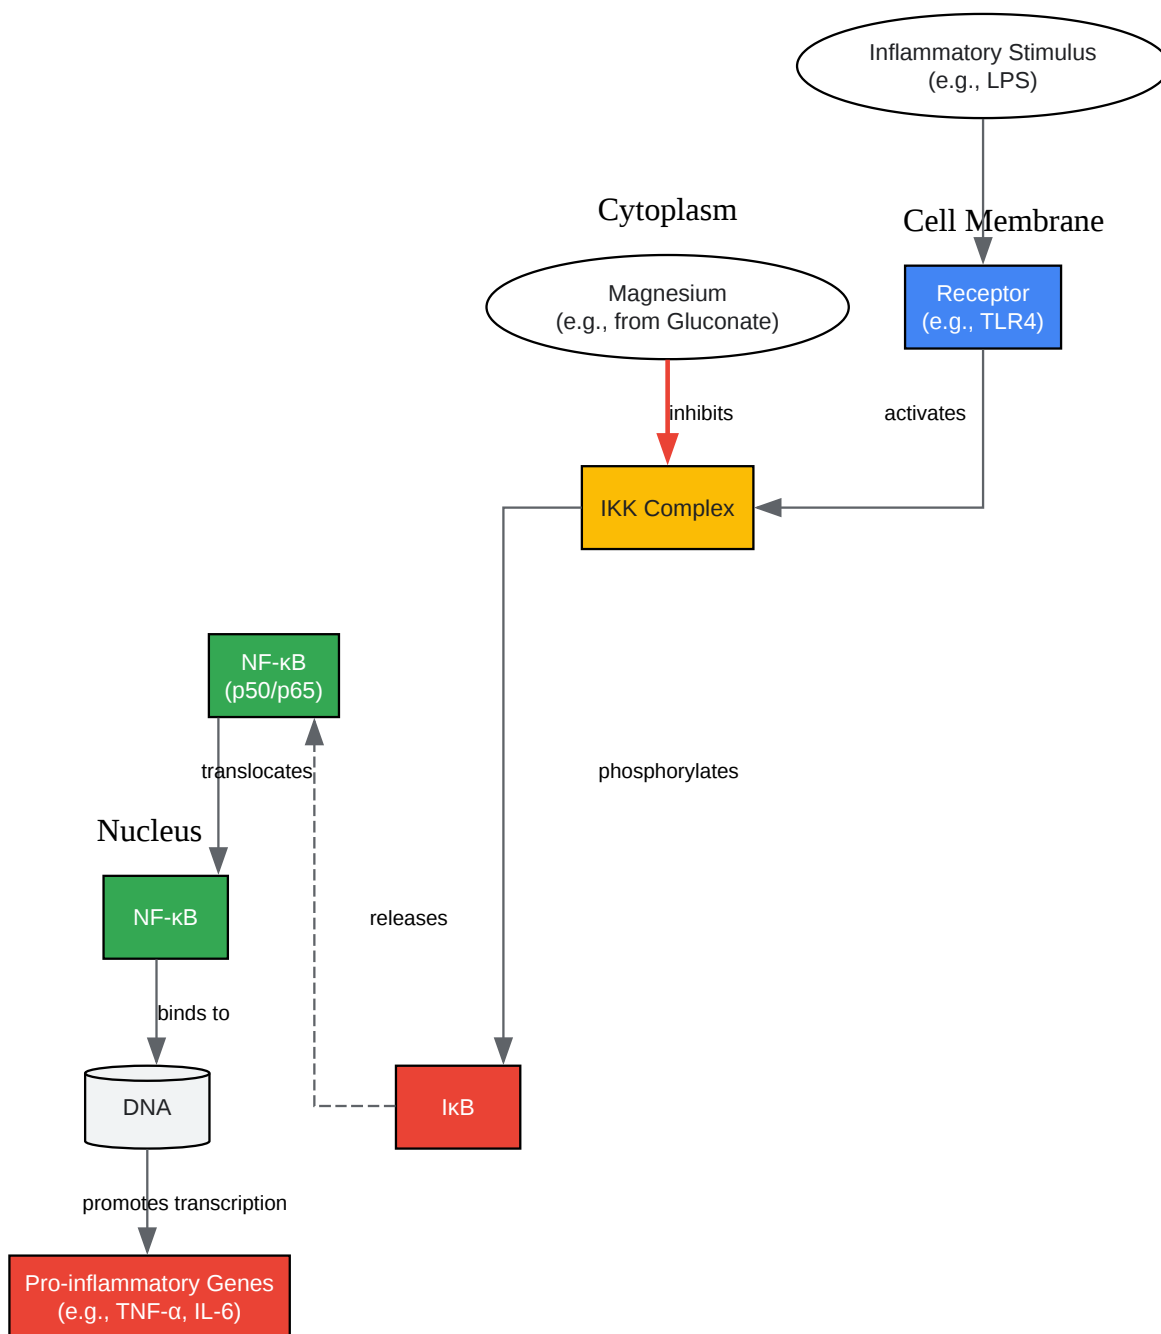 Inflammatory Stimulus
(e.g., LPS)
Cytoplasm
Cell Membrane
Magnesium
(e.g., from Gluconate)
Receptor
(e.g., TLR4)
inhibits
activates
IKK Complex
NF-κB
(p50/p65)
translocates
phosphorylates
Nucleus
NF-κB
releases
binds to
DNA
IκB
promotes transcription
Pro-inflammatory Genes
(e.g., TNF-α, IL-6)